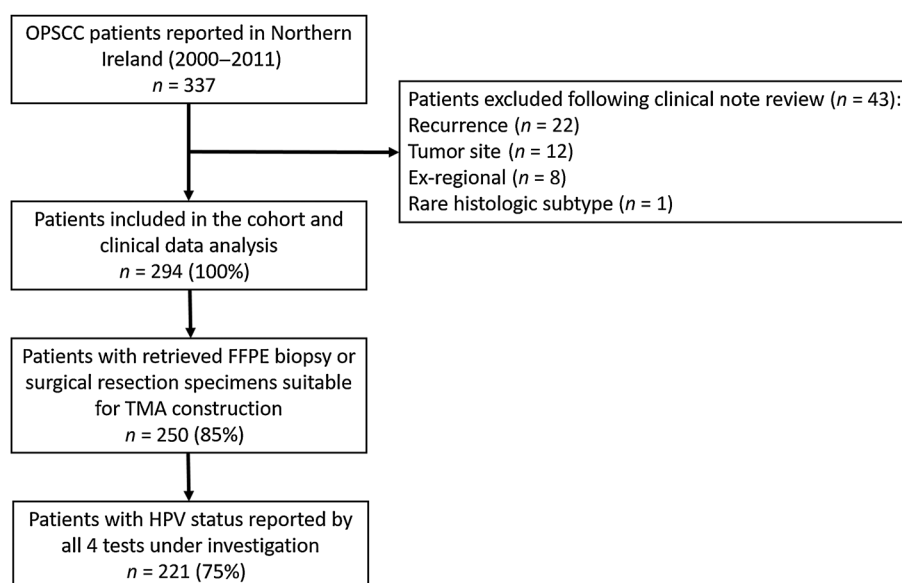 OPSCC patients reported in Northern
Ireland (2000–2011)
n = 337
Patients excluded following clinical note review (n = 43):
Recurrence (n = 22)
Tumor site (n = 12)
Ex-regional (n = 8)
Rare histologic subtype (n = 1)
Patients included in the cohort and
clinical data analysis
n = 294 (100%)
Patients with retrieved FFPE biopsy or
surgical resection specimens suitable
for TMA construction
n = 250 (85%)
Patients with HPV status reported by
all 4 tests under investigation
n = 221 (75%)